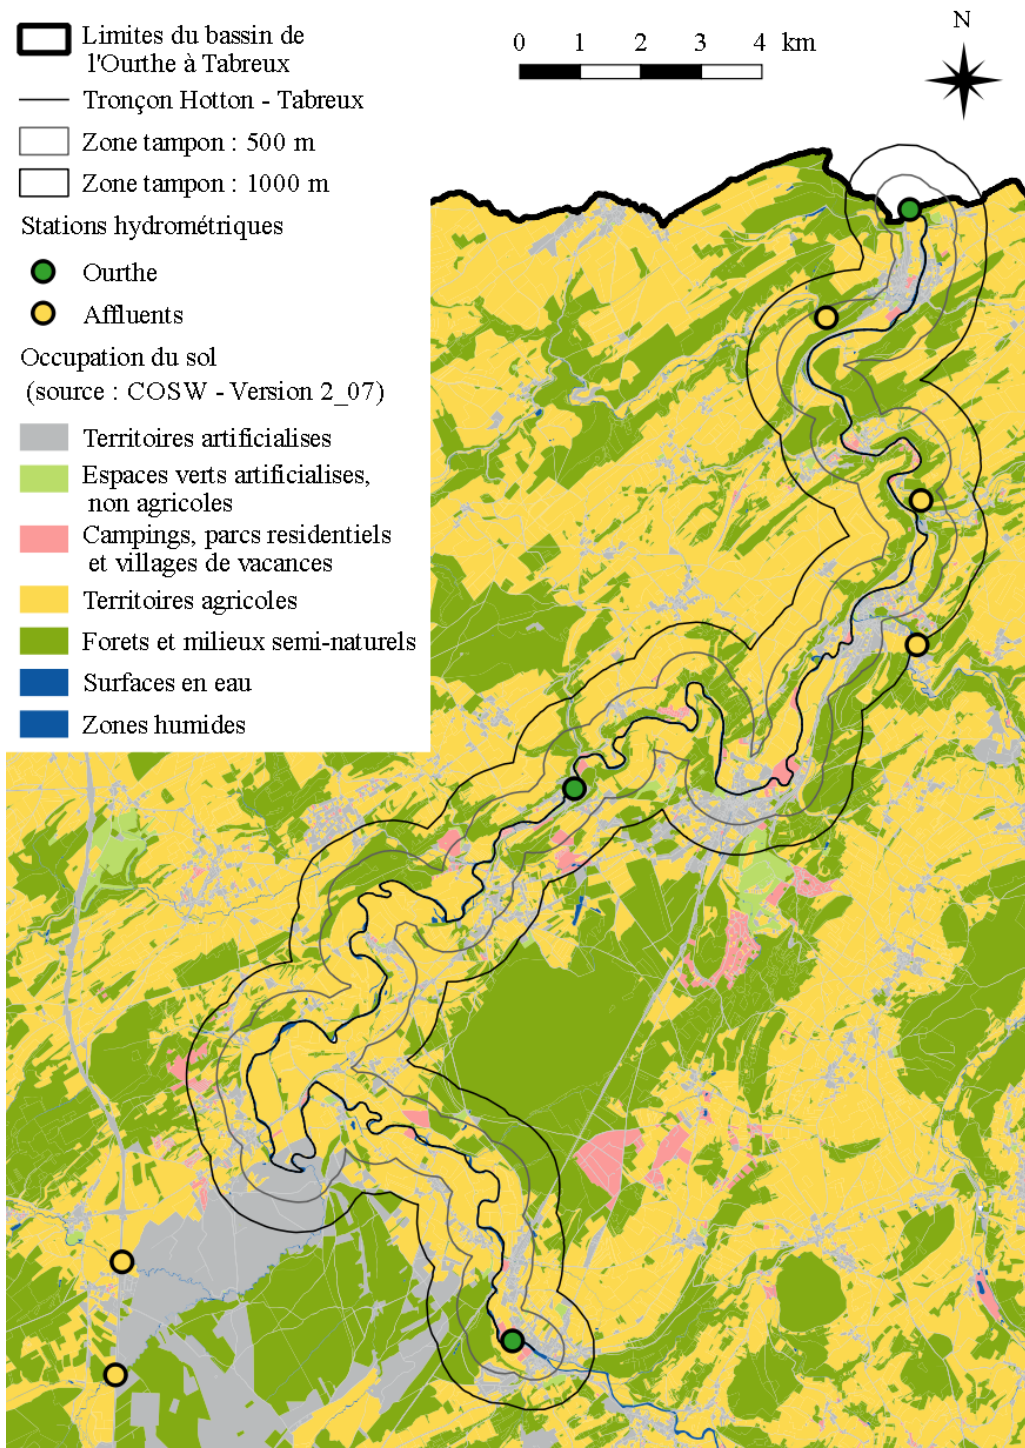 Limites du bassin de
l'Ourthe à Tabreux
Tronçon Hotton - Tabreux
Zone tampon : 500 m
Zone tampon : 1000 m
Stations hydrométriques
Ourthe
Affluents
Occupation du sol
(source : COSW - Version 2_07)
Territoires artificialises
Espaces verts artificialises,
non agricoles
Campings, parcs residentiels
et villages de vacances
Territoires agricoles
Forets et milieux semi-naturels
Surfaces en eau
Zones humides
0 1 2 3 4 km
N